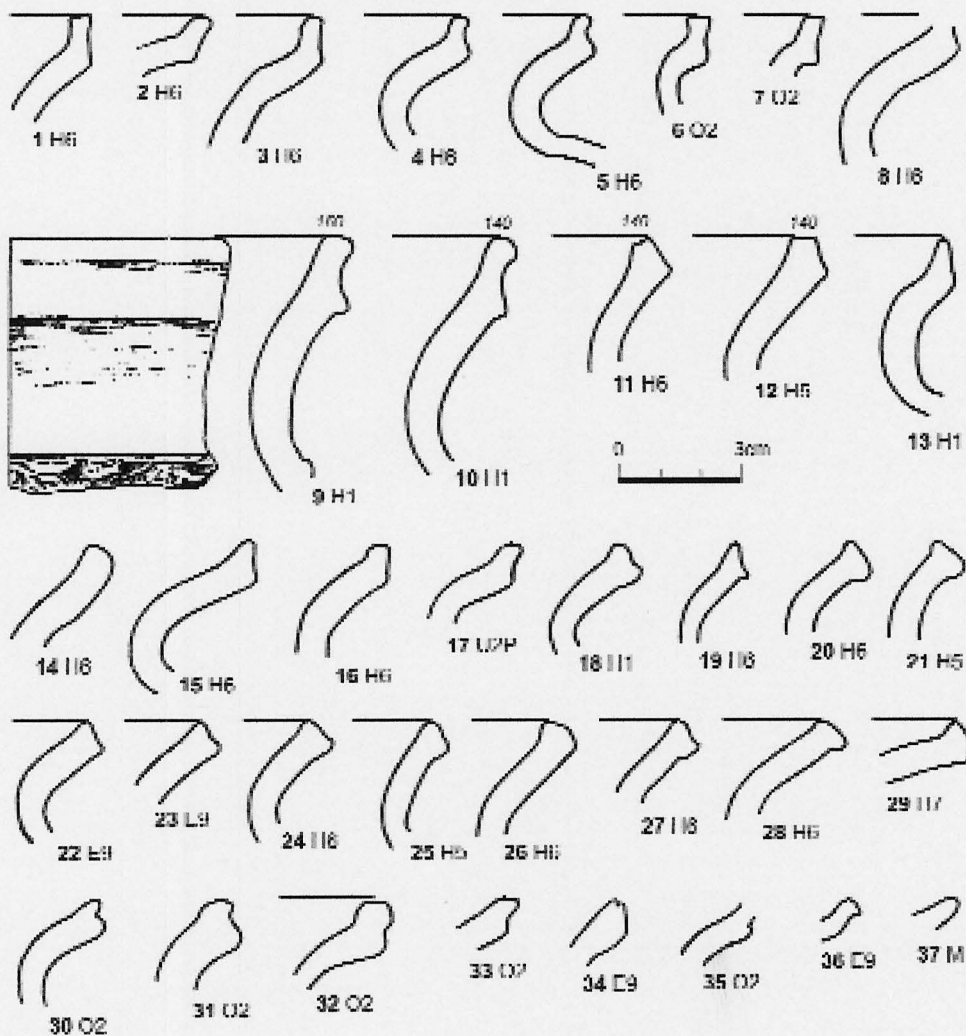 1 H6
2 H6
3 H6
4 H6
5 H6
6 O2
7 O2
8 H6
140
140
140
9 H1
10 H1
11 H6
12 H5
13 H1
0 3cm
14 H6
15 H6
16 H6
17 O2P
18 H1
19 H6
20 H6
21 H5
22 E9
23 E9
24 H6
25 H5
26 H6
27 H6
28 H6
29 H7
30 O2
31 O2
32 O2
33 O2
34 E9
35 O2
36 E9
37 M